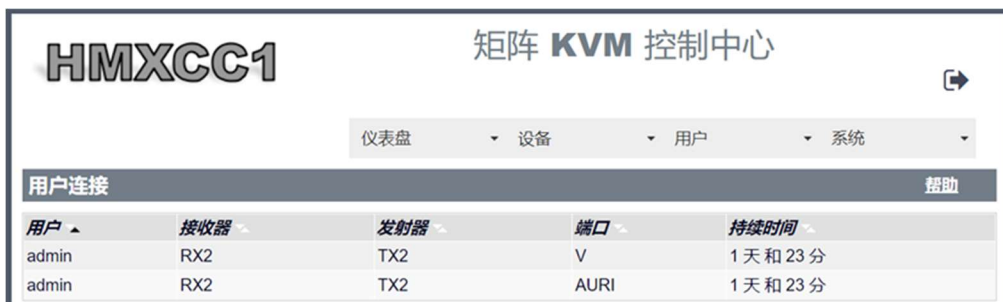 HMXCC1
矩阵 KVM 控制中心
仪表盘 设备 用户 系统
用户连接 帮助
用户 接收器 发射器 端口 持续时间
admin RX2 TX2 V 1 天 和 23 分
admin RX2 TX2 AURI 1 天 和 23 分